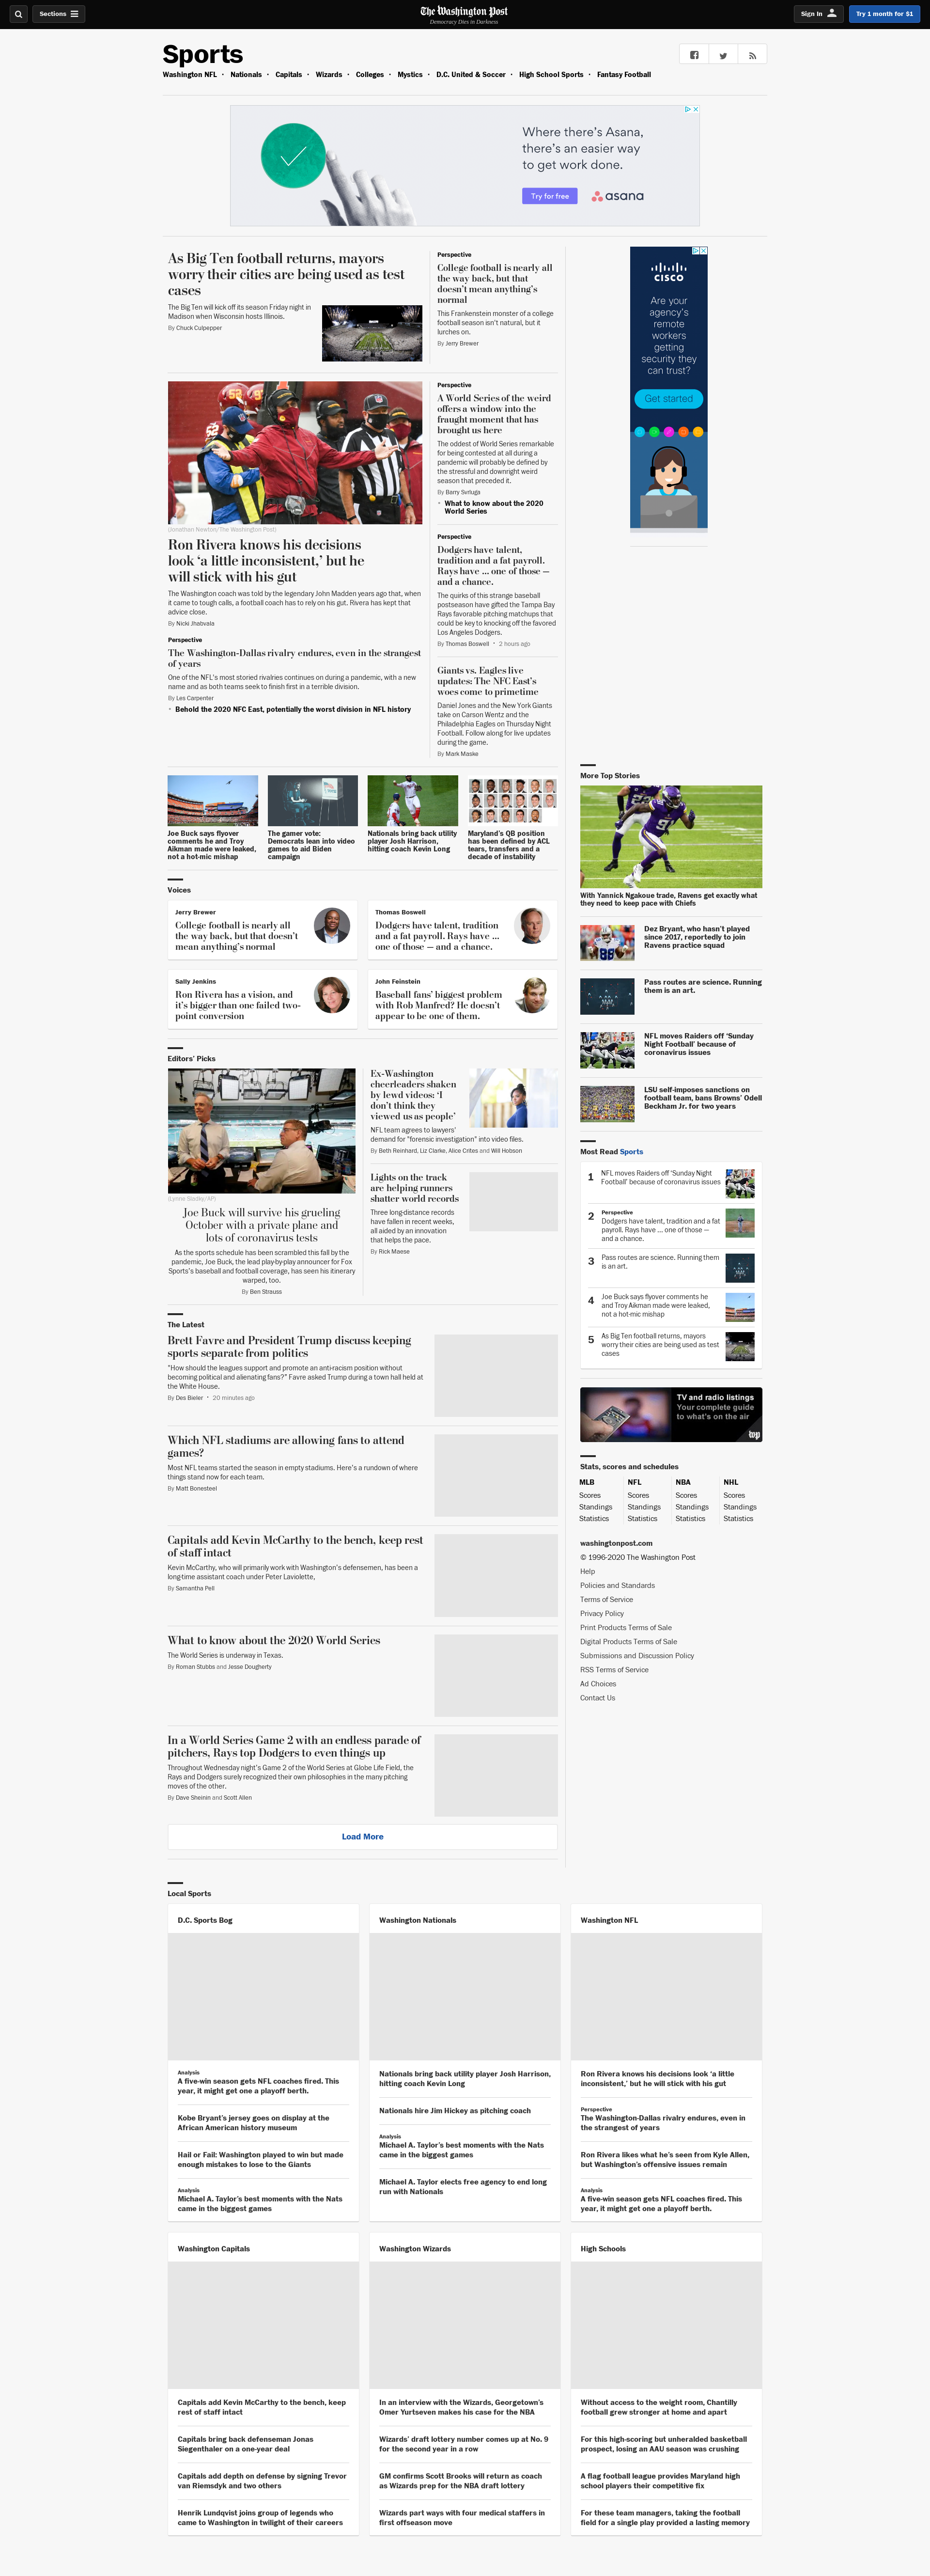 Sections
The Washington Post
Democracy Dies in Darkness
Sign In
Try 1 month for $1
Sports
Washington NFL • Nationals • Capitals • Wizards • Colleges • Mystics • D.C. United & Soccer • High School Sports • Fantasy Football
Where there's Asana,
there's an easier way
to get work done.
Try for free
asana
As Big Ten football returns, mayors
worry their cities are being used as test
cases
The Big Ten will kick off its season Friday night in
Madison when Wisconsin hosts Illinois.
By Chuck Culpepper
Perspective
College football is nearly all
the way back, but that
doesn't mean anything's
normal
This Frankenstein monster of a college
football season isn't natural, but it
lurches on.
By Jerry Brewer
CISCO
Are your
agency's
remote
workers
getting
security they
can trust?
Get started
(Jonathan Newton/The Washington Post)
Ron Rivera knows his decisions
look 'a little inconsistent,' but he
will stick with his gut
The Washington coach was told by the legendary John Madden years ago that, when
it came to tough calls, a football coach has to rely on his gut. Rivera has kept that
advice close.
By Nicki Jhabvala
Perspective
The Washington-Dallas rivalry endures, even in the strangest
of years
One of the NFL's most storied rivalries continues on during a pandemic, with a new
name and as both teams seek to finish first in a terrible division.
By Les Carpenter
• Behold the 2020 NFC East, potentially the worst division in NFL history
Perspective
A World Series of the weird
offers a window into the
fraught moment that has
brought us here
The oddest of World Series remarkable
for being contested at all during a
pandemic will probably be defined by
the stressful and downright weird
season that preceded it.
By Barry Svrluga
• What to know about the 2020
World Series
Perspective
Dodgers have talent,
tradition and a fat payroll.
Rays have ... one of those —
and a chance.
The quirks of this strange baseball
postseason have gifted the Tampa Bay
Rays favorable pitching matchups that
could be key to knocking off the favored
Los Angeles Dodgers.
By Thomas Boswell • 2 hours ago
Giants vs. Eagles live
updates: The NFC East's
woes come to primetime
Daniel Jones and the New York Giants
take on Carson Wentz and the
Philadelphia Eagles on Thursday Night
Football. Follow along for live updates
during the game.
By Mark Maske
Joe Buck says flyover
comments he and Troy
Aikman made were leaked,
not a hot-mic mishap
The gamer vote:
Democrats lean into video
games to aid Biden
campaign
Nationals bring back utility
player Josh Harrison,
hitting coach Kevin Long
Maryland's QB position
has been defined by ACL
tears, transfers and a
decade of instability
Voices
Jerry Brewer
College football is nearly all
the way back, but that doesn't
mean anything's normal
Thomas Boswell
Dodgers have talent, tradition
and a fat payroll. Rays have ...
one of those — and a chance.
Sally Jenkins
Ron Rivera has a vision, and
it's bigger than one failed two-
point conversion
John Feinstein
Baseball fans' biggest problem
with Rob Manfred? He doesn't
appear to be one of them.
Editors' Picks
(Lynne Sladky/AP)
Joe Buck will survive his grueling
October with a private plane and
lots of coronavirus tests
As the sports schedule has been scrambled this fall by the
pandemic, Joe Buck, the lead play-by-play announcer for Fox
Sports's baseball and football coverage, has seen his itinerary
warped, too.
By Ben Strauss
Ex-Washington
cheerleaders shaken
by lewd videos: 'I
don't think they
viewed us as people'
NFL team agrees to lawyers'
demand for "forensic investigation" into video files.
By Beth Reinhard, Liz Clarke, Alice Crites and Will Hobson
Lights on the track
are helping runners
shatter world records
Three long-distance records
have fallen in recent weeks,
all aided by an innovation
that helps the pace.
By Rick Maese
The Latest
Brett Favre and President Trump discuss keeping
sports separate from politics
"How should the leagues support and promote an anti-racism position without
becoming political and alienating fans?" Favre asked Trump during a town hall held at
the White House.
By Des Bieler • 20 minutes ago
Which NFL stadiums are allowing fans to attend
games?
Most NFL teams started the season in empty stadiums. Here's a rundown of where
things stand now for each team.
By Matt Bonesteel
Capitals add Kevin McCarthy to the bench, keep rest
of staff intact
Kevin McCarthy, who will primarily work with Washington's defensemen, has been a
long-time assistant coach under Peter Laviolette,
By Samantha Pell
What to know about the 2020 World Series
The World Series is underway in Texas.
By Roman Stubbs and Jesse Dougherty
In a World Series Game 2 with an endless parade of
pitchers, Rays top Dodgers to even things up
Throughout Wednesday night's Game 2 of the World Series at Globe Life Field, the
Rays and Dodgers surely recognized their own philosophies in the many pitching
moves of the other.
By Dave Sheinin and Scott Allen
Load More
More Top Stories
With Yannick Ngakoue trade, Ravens get exactly what
they need to keep pace with Chiefs
Dez Bryant, who hasn't played
since 2017, reportedly to join
Ravens practice squad
Pass routes are science. Running
them is an art.
NFL moves Raiders off 'Sunday
Night Football' because of
coronavirus issues
LSU self-imposes sanctions on
football team, bans Browns' Odell
Beckham Jr. for two years
Most Read Sports
1 NFL moves Raiders off 'Sunday Night
Football' because of coronavirus issues
2 Perspective
Dodgers have talent, tradition and a fat
payroll. Rays have ... one of those —
and a chance.
3 Pass routes are science. Running them
is an art.
4 Joe Buck says flyover comments he
and Troy Aikman made were leaked,
not a hot-mic mishap
5 As Big Ten football returns, mayors
worry their cities are being used as test
cases
TV and radio listings
Your complete guide
to what's on the air
wp
Stats, scores and schedules
MLB NFL NBA NHL
Scores Scores Scores Scores
Standings Standings Standings Standings
Statistics Statistics Statistics Statistics
washingtonpost.com
© 1996-2020 The Washington Post
Help
Policies and Standards
Terms of Service
Privacy Policy
Print Products Terms of Sale
Digital Products Terms of Sale
Submissions and Discussion Policy
RSS Terms of Service
Ad Choices
Contact Us
Local Sports
D.C. Sports Bog
Analysis
A five-win season gets NFL coaches fired. This
year, it might get one a playoff berth.
Kobe Bryant's jersey goes on display at the
African American history museum
Hail or Fail: Washington played to win but made
enough mistakes to lose to the Giants
Analysis
Michael A. Taylor's best moments with the Nats
came in the biggest games
Washington Nationals
Nationals bring back utility player Josh Harrison,
hitting coach Kevin Long
Nationals hire Jim Hickey as pitching coach
Analysis
Michael A. Taylor's best moments with the Nats
came in the biggest games
Michael A. Taylor elects free agency to end long
run with Nationals
Washington NFL
Ron Rivera knows his decisions look 'a little
inconsistent,' but he will stick with his gut
Perspective
The Washington-Dallas rivalry endures, even in
the strangest of years
Ron Rivera likes what he's seen from Kyle Allen,
but Washington's offensive issues remain
Analysis
A five-win season gets NFL coaches fired. This
year, it might get one a playoff berth.
Washington Capitals
Capitals add Kevin McCarthy to the bench, keep
rest of staff intact
Capitals bring back defenseman Jonas
Siegenthaler on a one-year deal
Capitals add depth on defense by signing Trevor
van Riemsdyk and two others
Henrik Lundqvist joins group of legends who
came to Washington in twilight of their careers
Washington Wizards
In an interview with the Wizards, Georgetown's
Omer Yurtseven makes his case for the NBA
Wizards' draft lottery number comes up at No. 9
for the second year in a row
GM confirms Scott Brooks will return as coach
as Wizards prep for the NBA draft lottery
Wizards part ways with four medical staffers in
first offseason move
High Schools
Without access to the weight room, Chantilly
football grew stronger at home and apart
For this high-scoring but unheralded basketball
prospect, losing an AAU season was crushing
A flag football league provides Maryland high
school players their competitive fix
For these team managers, taking the football
field for a single play provided a lasting memory